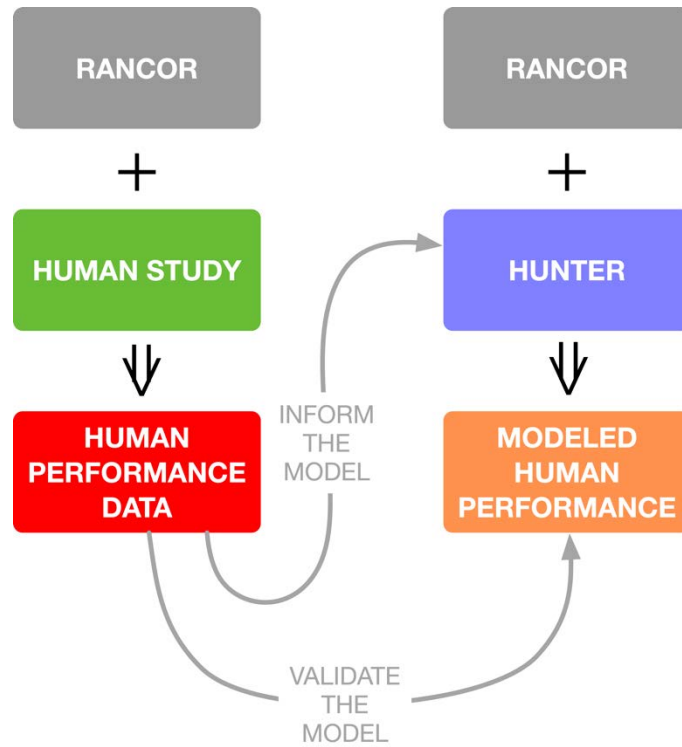 RANCOR
+
HUMAN STUDY
HUMAN
PERFORMANCE
DATA
INFORM
THE
MODEL
RANCOR
+
HUNTER
MODELED
HUMAN
PERFORMANCE
VALIDATE
THE
MODEL